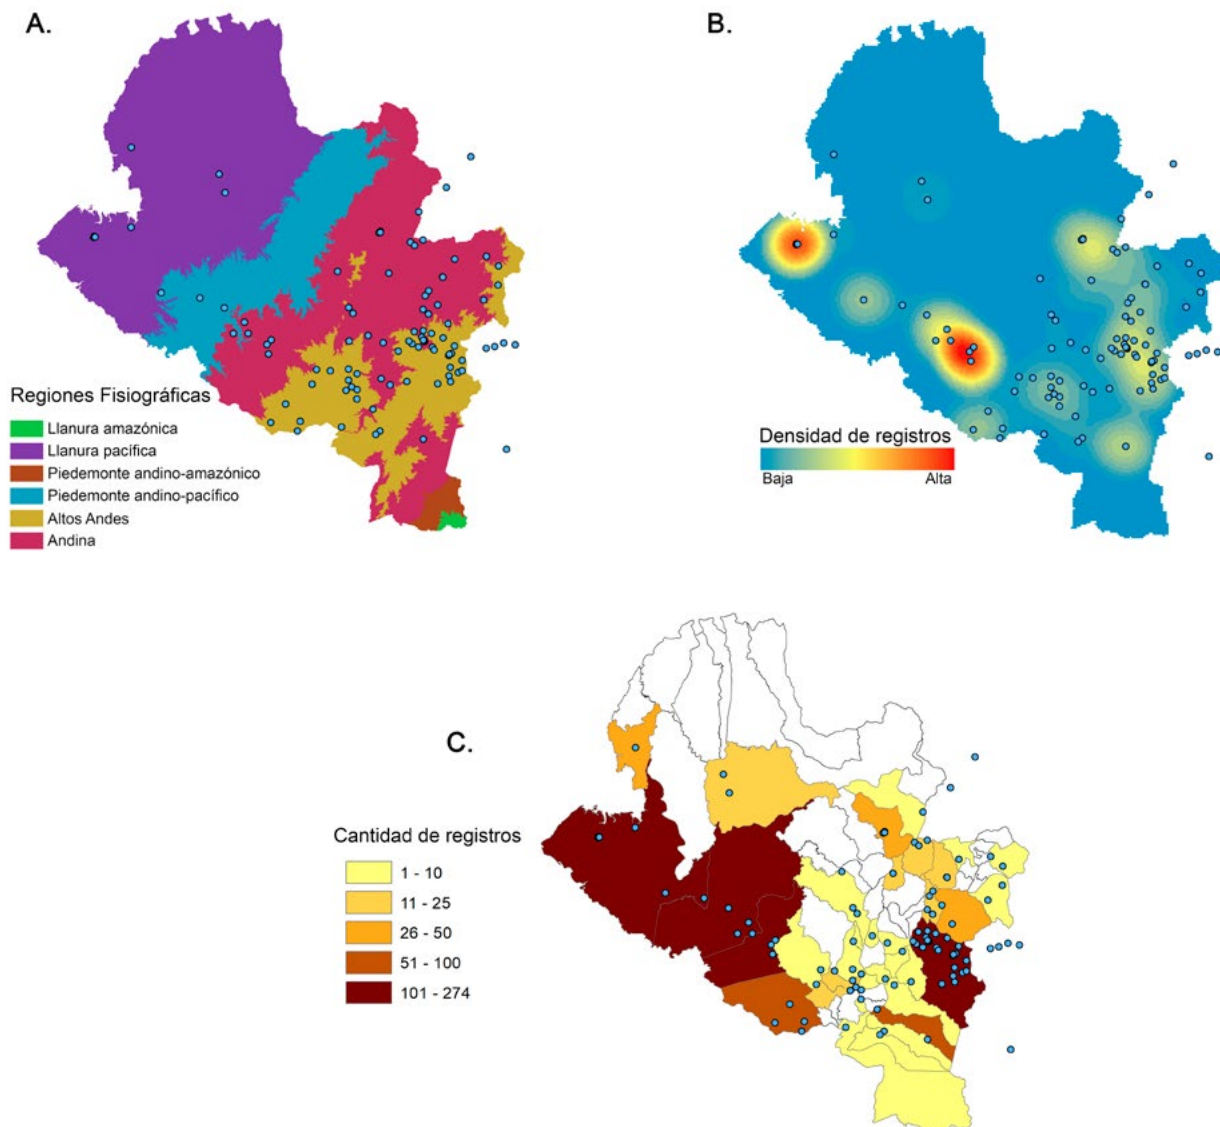 A.
Regiones Fisiográficas
Llanura amazónica
Llanura pacífica
Piedemonte andino-amazónico
Piedemonte andino-pacífico
Altos Andes
Andina
B.
Densidad de registros
Baja Alta
C.
Cantidad de registros
1 - 10
11 - 25
26 - 50
51 - 100
101 - 274